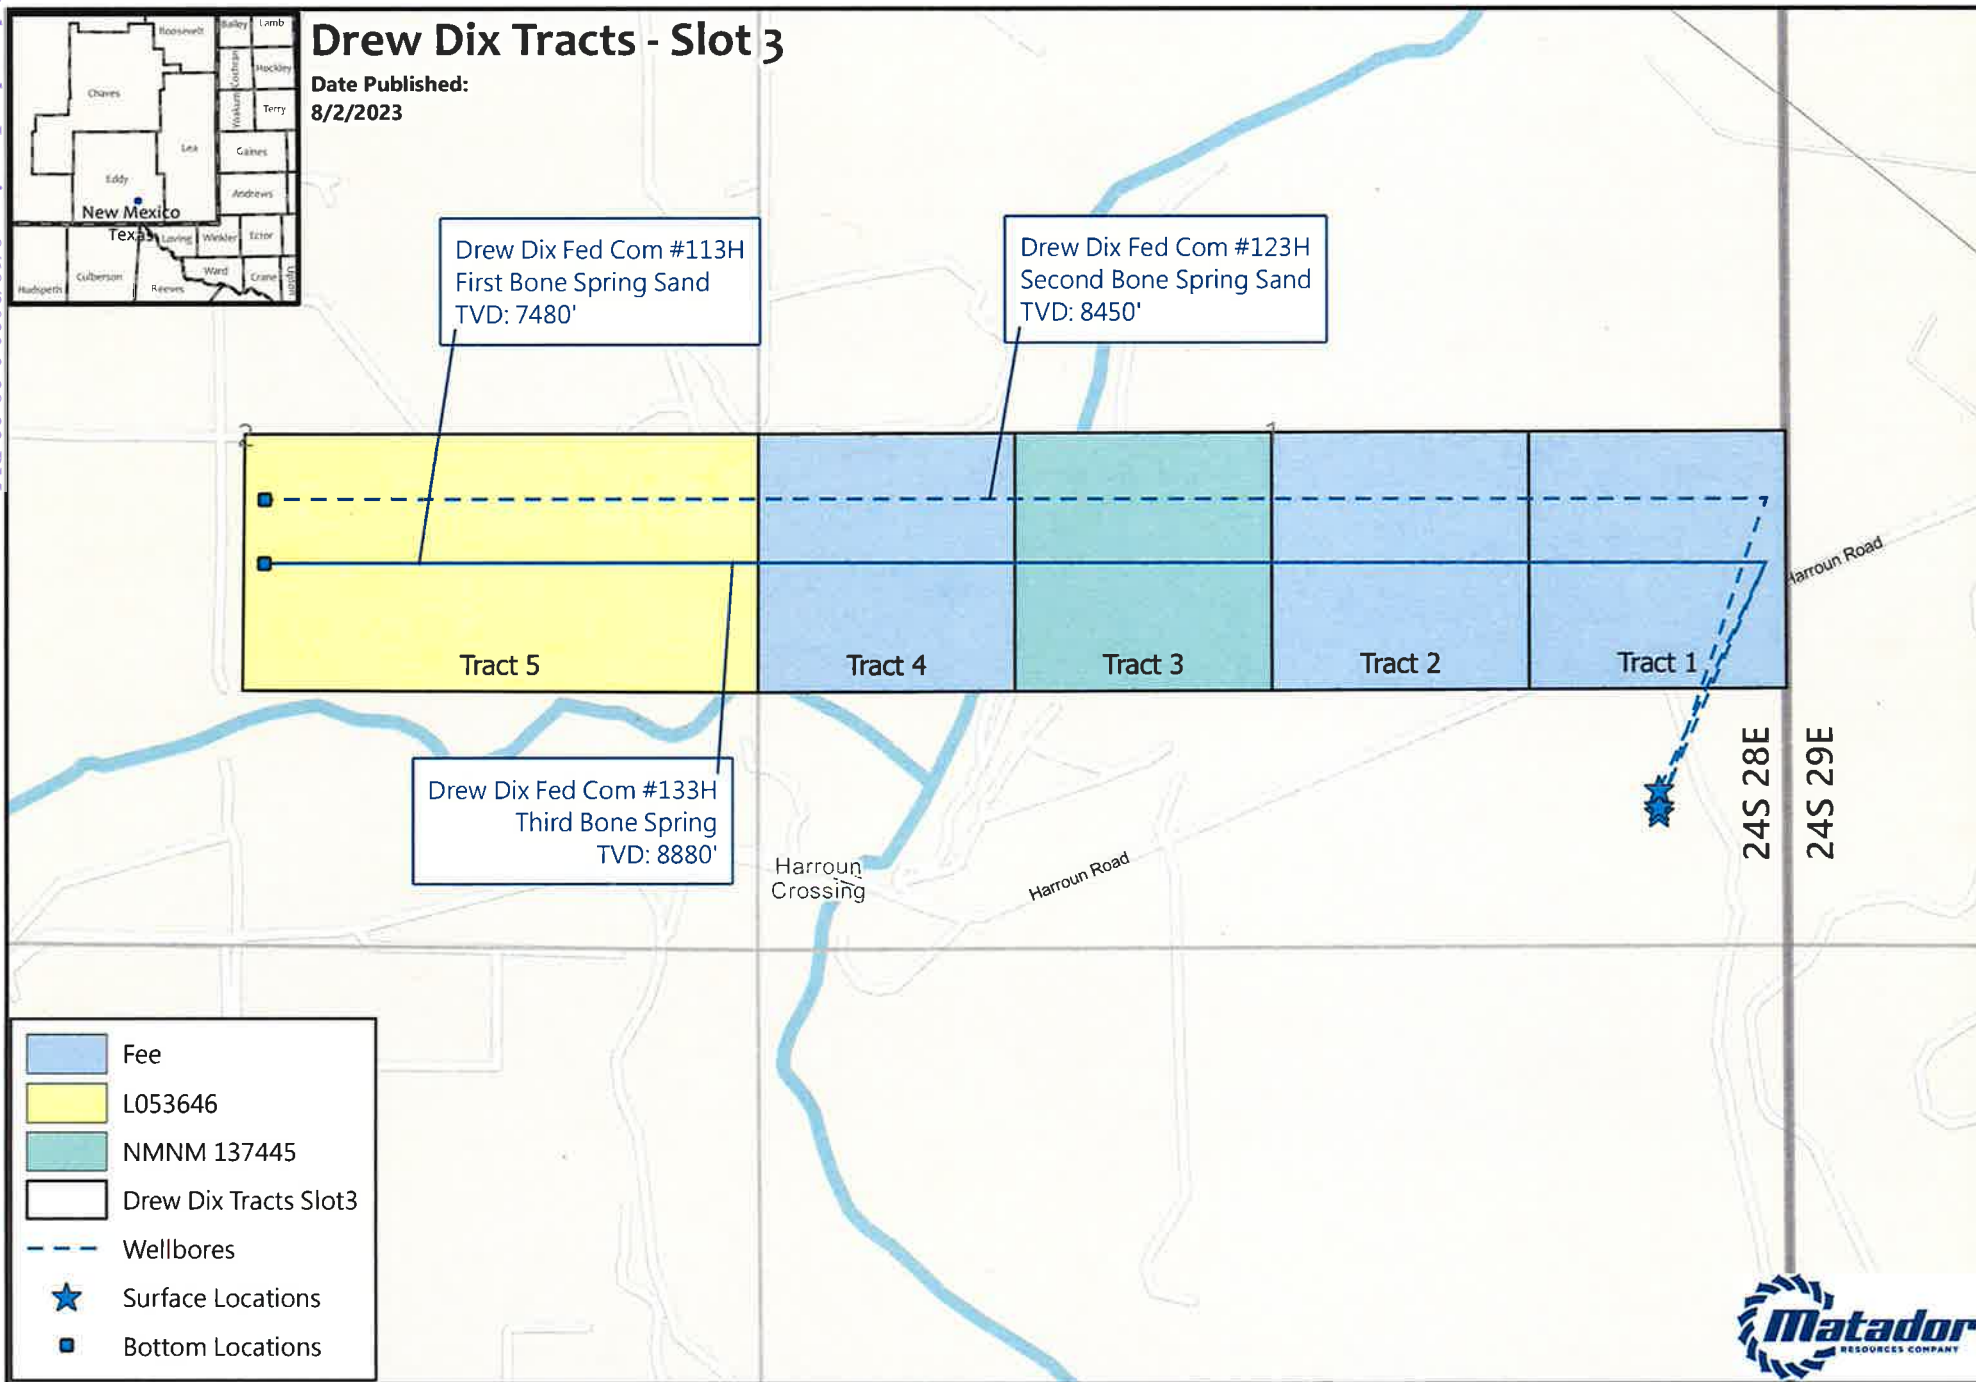 Drew Dix Tracts - Slot 3
Date Published:
8/2/2023
Roosevelt
Bailey
Lamb
Chaves
Cochran
Hockley
Yoakum
Terry
Lea
Gaines
Eddy
Andrews
New Mexico
Texas
Loving
Winkler
Ector
Hudspeth
Culberson
Reeves
Ward
Crane
Upton
Drew Dix Fed Com #113H
First Bone Spring Sand
TVD: 7480'
Drew Dix Fed Com #123H
Second Bone Spring Sand
TVD: 8450'
2
1
Harroun Road
Tract 5
Tract 4
Tract 3
Tract 2
Tract 1
24S 28E
24S 29E
Drew Dix Fed Com #133H
Third Bone Spring
TVD: 8880'
Harroun
Crossing
Harroun Road
Fee
L053646
NMNM 137445
Drew Dix Tracts Slot3
Wellbores
Surface Locations
Bottom Locations
Matador
RESOURCES COMPANY